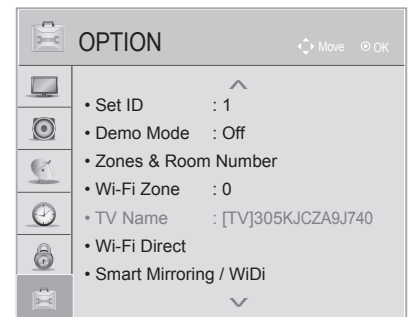 OPTION
Move OK
• Set ID : 1
• Demo Mode : Off
• Zones & Room Number
• Wi-Fi Zone : 0
• TV Name : [TV]305KJCZA9J740
• Wi-Fi Direct
• Smart Mirroring / WiDi